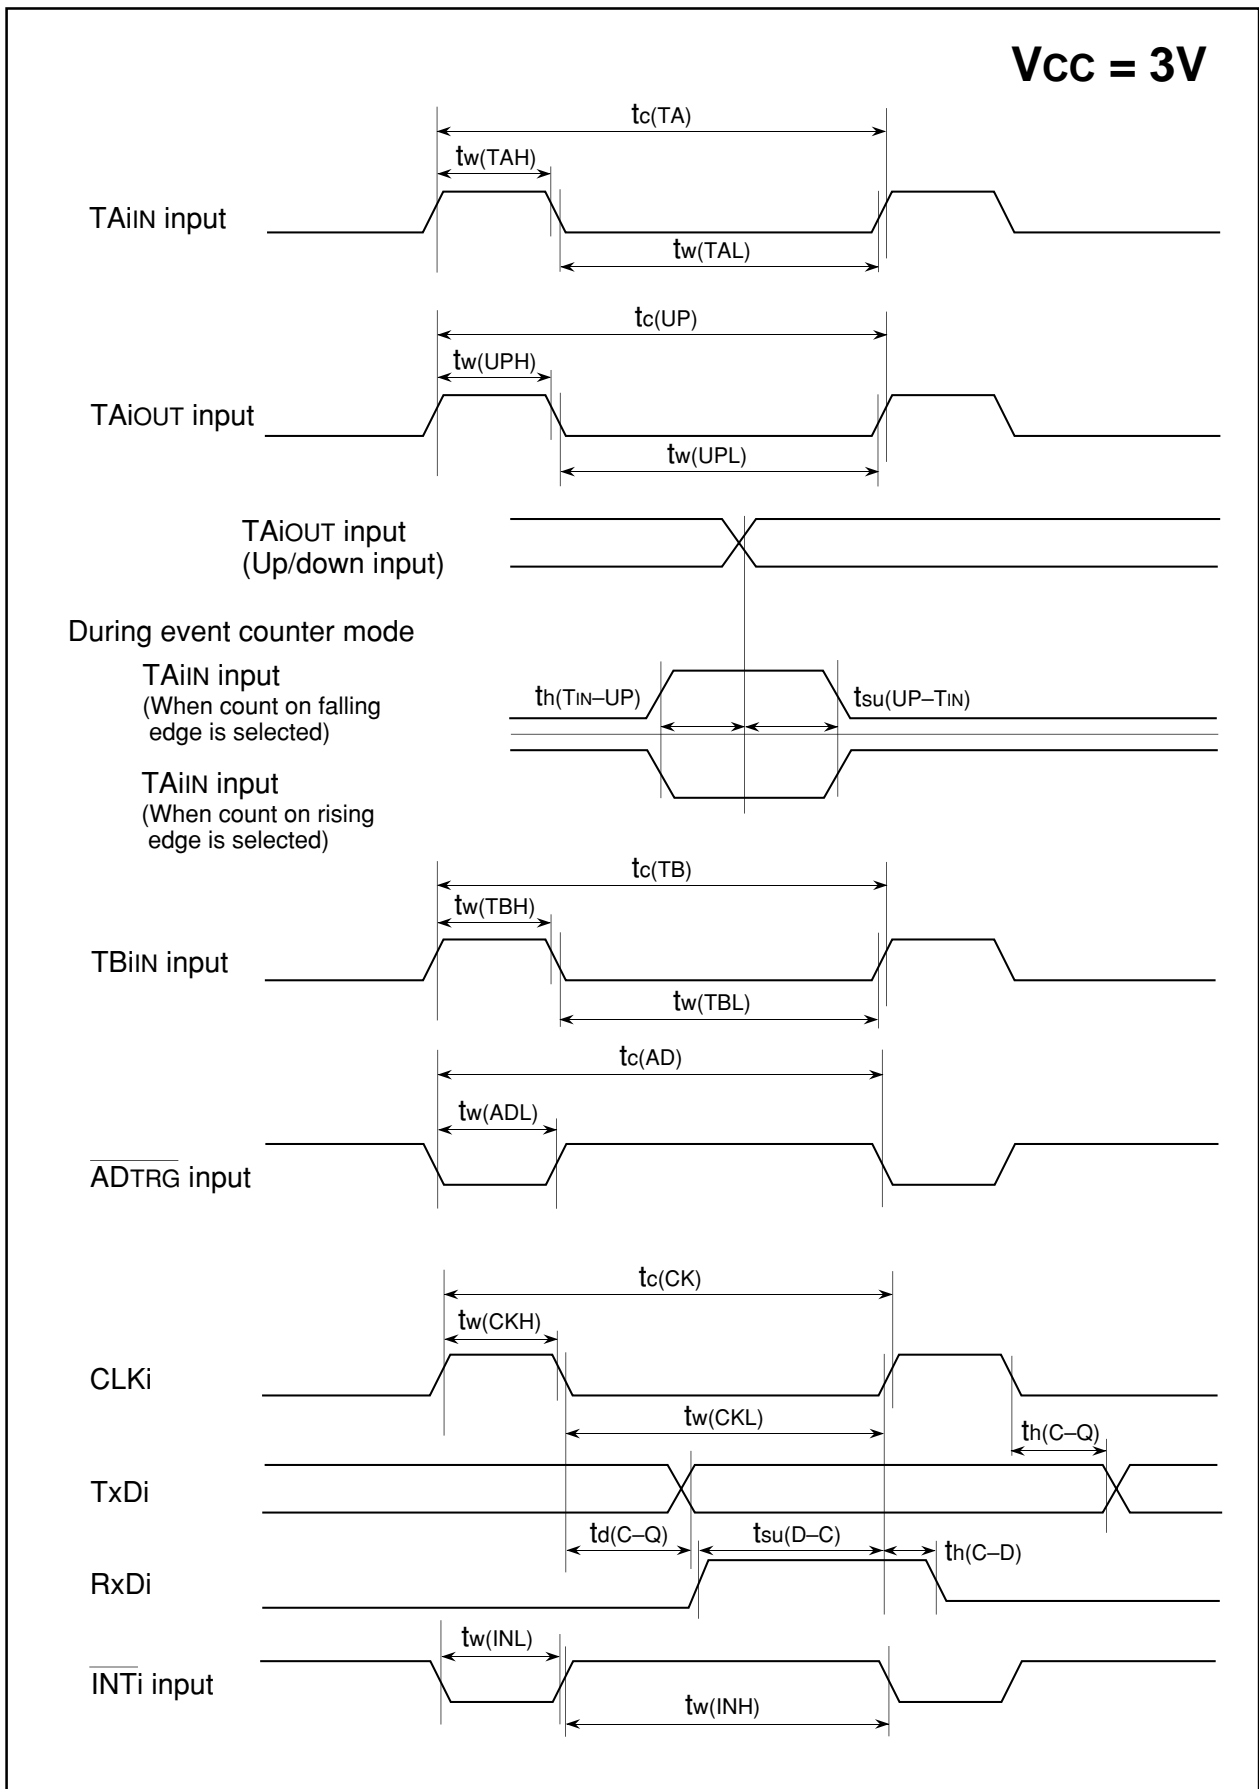 VCC = 3V
tc(TA)
tw(TAH)
TAiIN input
tw(TAL)
tc(UP)
tw(UPH)
TAiOUT input
tw(UPL)
TAiOUT input
(Up/down input)
During event counter mode
TAiIN input
(When count on falling
edge is selected)
th(TIN–UP)
tsu(UP–TIN)
TAiIN input
(When count on rising
edge is selected)
tc(TB)
tw(TBH)
TBiIN input
tw(TBL)
tc(AD)
tw(ADL)
ADTRG input
tc(CK)
tw(CKH)
CLKi
tw(CKL)
th(C–Q)
TxDi
td(C–Q)
tsu(D–C)
th(C–D)
RxDi
tw(INL)
INTi input
tw(INH)